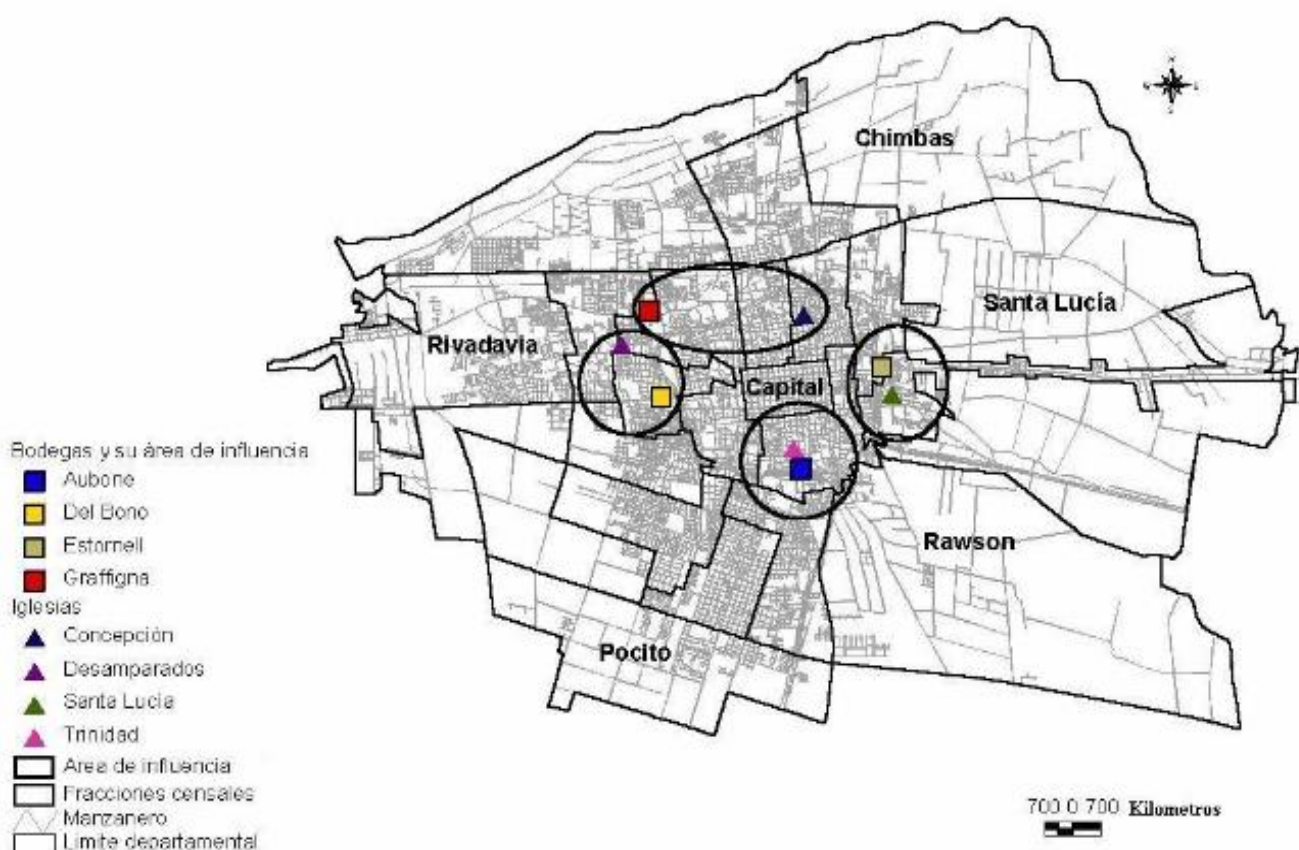 Chimbas
Santa Lucía
Rivadavia
Capital
Rawson
Pocito
Bodegas y su área de influencia
Aubone
Del Bono
Estornell
Graffigna
Iglesias
Concepción
Desamparados
Santa Lucía
Trinidad
Area de influencia
Fracciones censales
Manzanero
Limite departamental
700 0 700 Kilometros